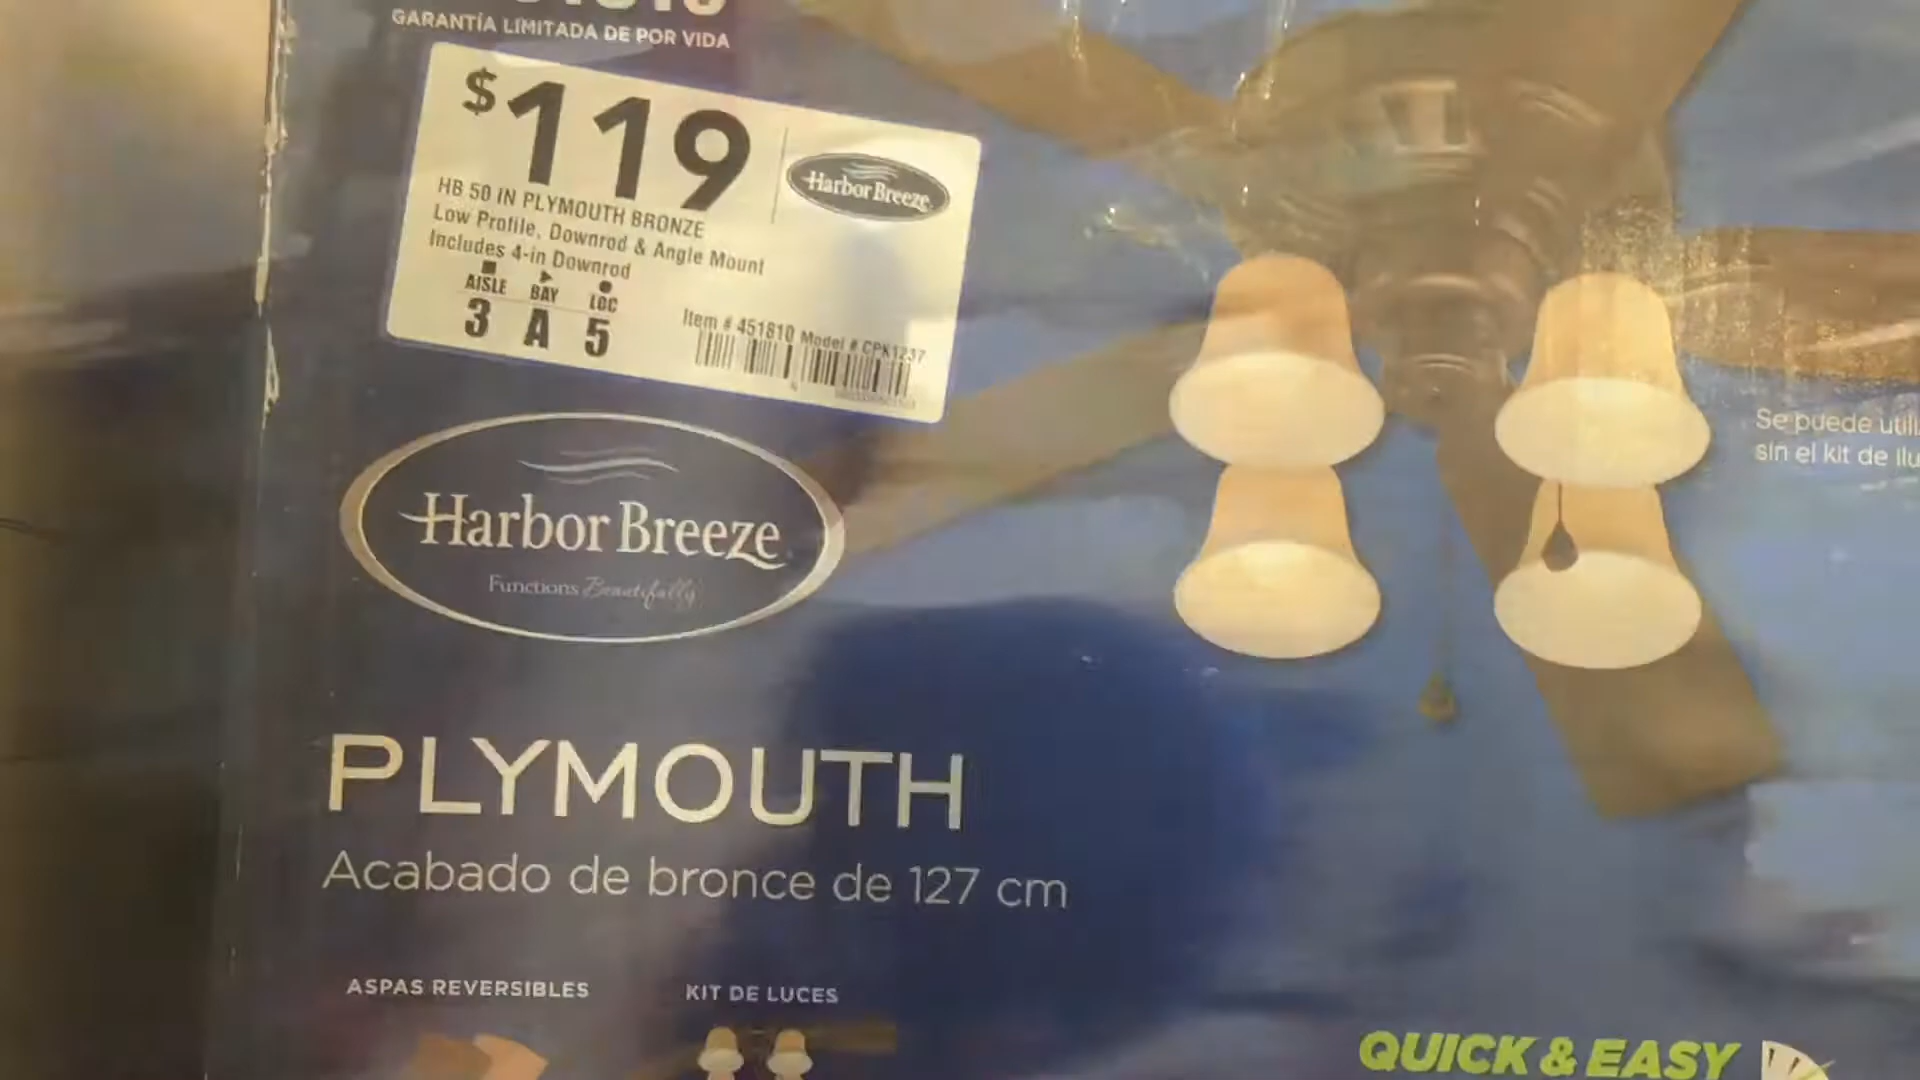 GARANTÍA LIMITADA DE POR VIDA
$119
Harbor Breeze
HB 50 IN PLYMOUTH BRONZE
Low Profile, Downrod & Angle Mount
Includes 4-in Downrod
AISLE BAY LOC
3 A 5
Item # 451810 Model # CPK1237
Harbor Breeze
Functions Beautifully
Se puede
sin el kit de
PLYMOUTH
Acabado de bronce de 127 cm
ASPAS REVERSIBLES KIT DE LUCES
QUICK & EASY